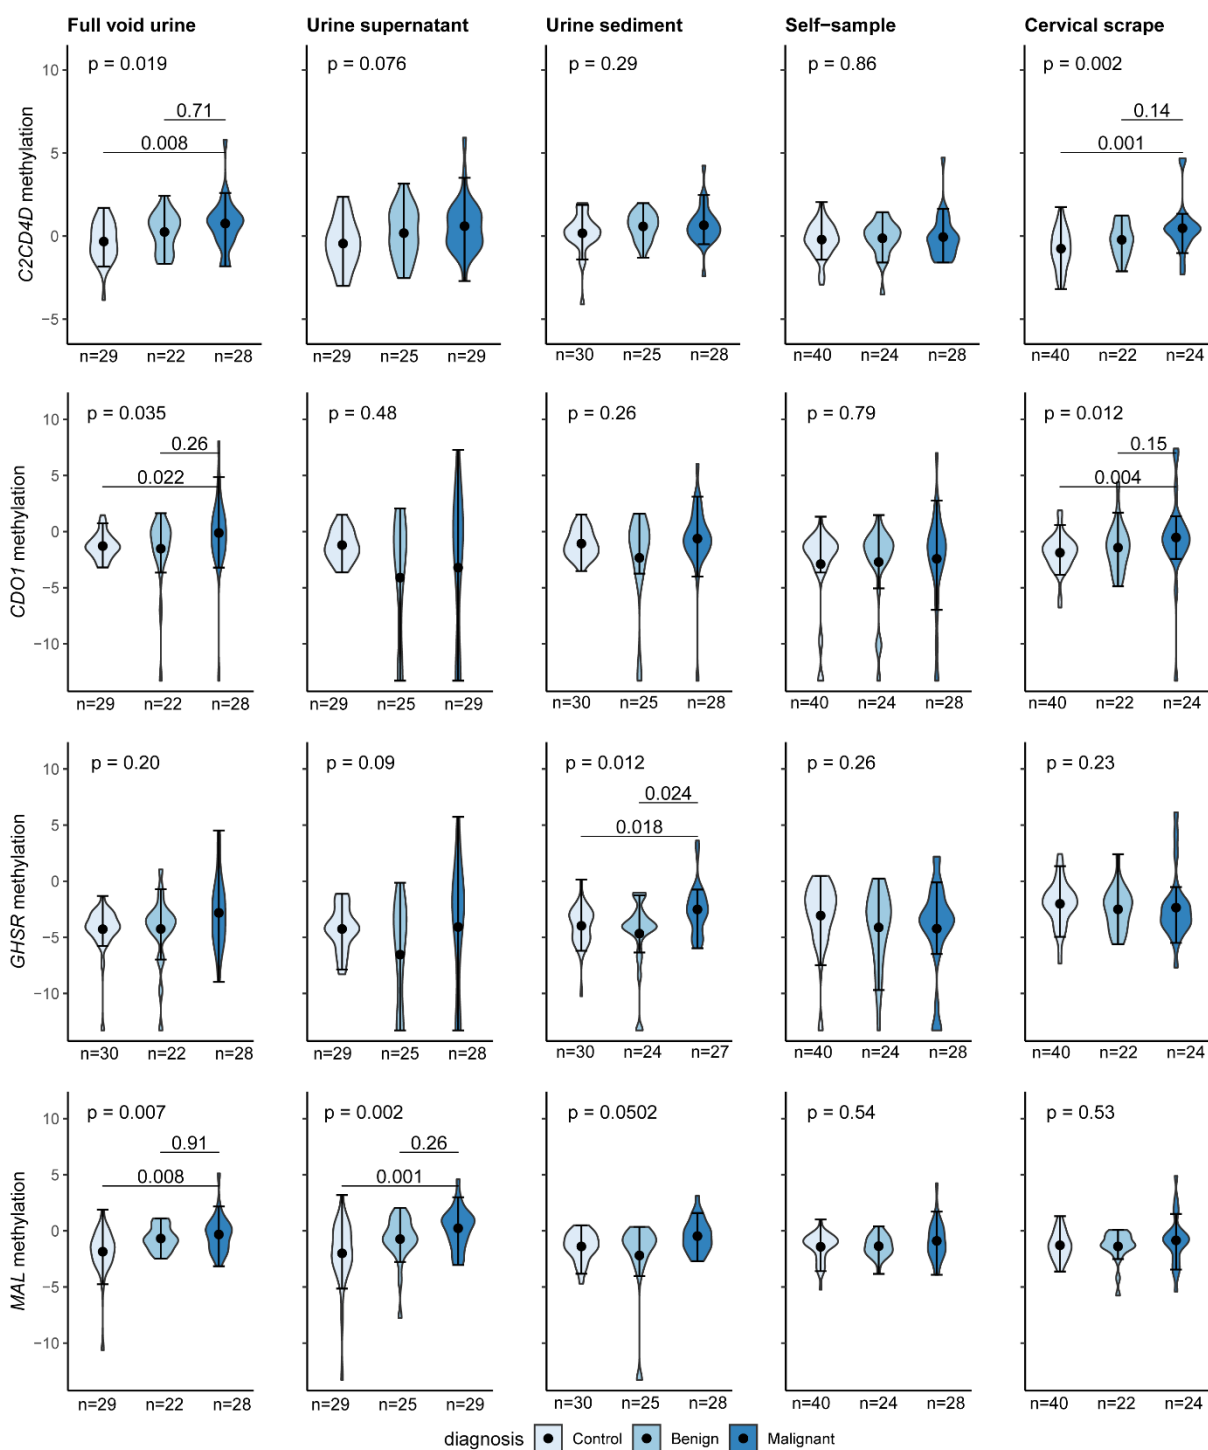 Full void urine Urine supernatant Urine sediment Self−sample Cervical scrape
C2CD4D methylation
10
5
0
−5
p = 0.019 p = 0.076 p = 0.29 p = 0.86 p = 0.002
0.71 0.14
0.008 0.001
n=29 n=22 n=28 n=29 n=25 n=29 n=30 n=25 n=28 n=40 n=24 n=28 n=40 n=22 n=24
CDO1 methylation
10
5
0
−5
−10
p = 0.035 p = 0.48 p = 0.26 p = 0.79 p = 0.012
0.26 0.15
0.022 0.004
n=29 n=22 n=28 n=29 n=25 n=29 n=30 n=25 n=28 n=40 n=24 n=28 n=40 n=22 n=24
GHSR methylation
10
5
0
−5
−10
p = 0.20 p = 0.09 p = 0.012 p = 0.26 p = 0.23
0.024
0.018
n=30 n=22 n=28 n=29 n=25 n=28 n=30 n=24 n=27 n=40 n=24 n=28 n=40 n=22 n=24
MAL methylation
10
5
0
−5
−10
p = 0.007 p = 0.002 p = 0.0502 p = 0.54 p = 0.53
0.91 0.26
0.008 0.001
n=29 n=22 n=28 n=29 n=25 n=29 n=30 n=25 n=28 n=40 n=24 n=28 n=40 n=22 n=24
diagnosis Control Benign Malignant